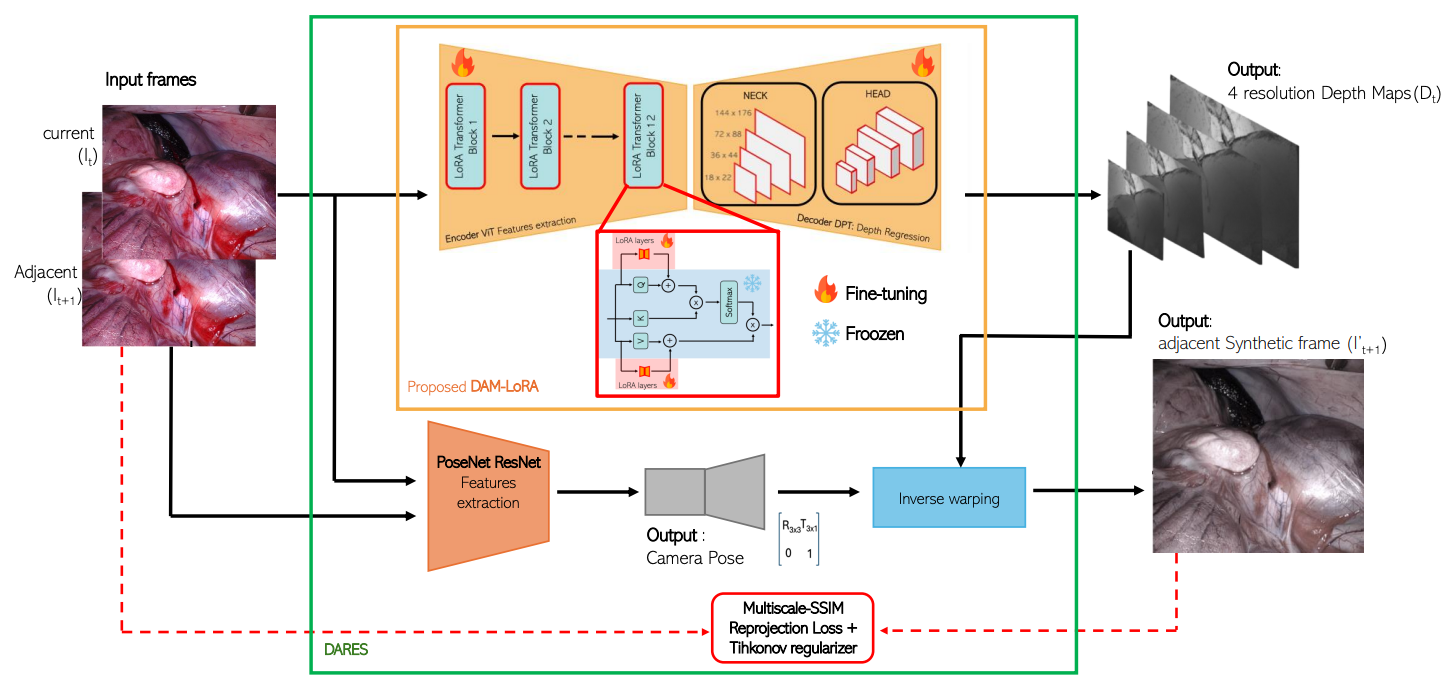 Input frames
current
(I_t)
Adjacent
(I_{t+1})
LoRA Transformer
Block 1
LoRA Transformer
Block 2
LoRA Transformer
Block 12
Encoder ViT Features extraction
NECK
144 x 176
72 x 88
36 x 44
18 x 22
HEAD
Decoder DPT: Depth Regression
LoRA layers
Q
K
V
+
+
x
Softmax
x
LoRA layers
Fine-tuning
Froozen
Proposed DAM-LoRA
Output:
4 resolution Depth Maps (D_t)
Output:
adjacent Synthetic frame (I'_{t+1})
PoseNet ResNet
Features
extraction
Output :
Camera Pose
R_{3x3} T_{3x1}
0 1
Inverse warping
Multiscale-SSIM
Reprojection Loss +
Tihkonov regularizer
DARES